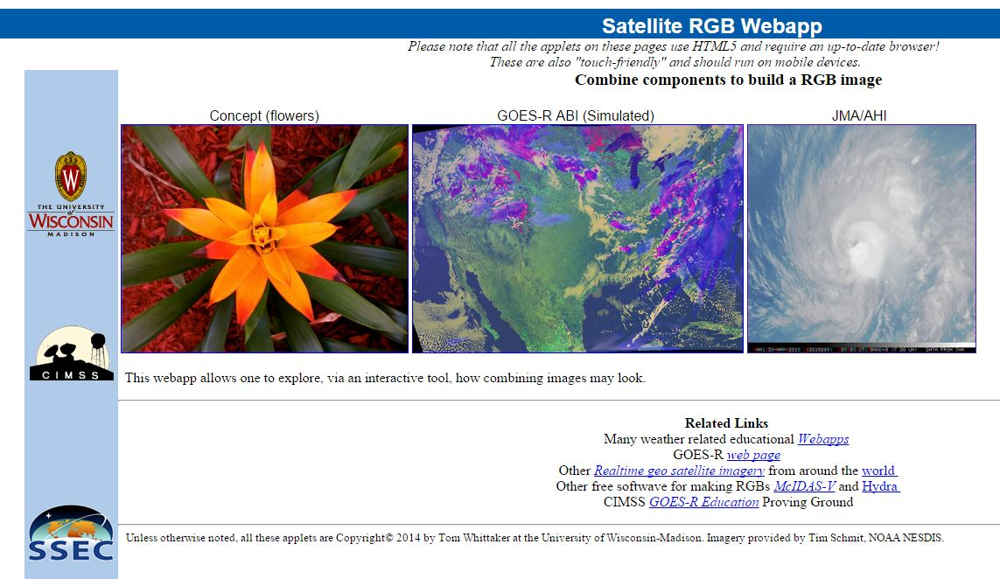 Satellite RGB Webapp
Please note that all the applets on these pages use HTML5 and require an up-to-date browser!
These are also "touch-friendly" and should run on mobile devices.
Combine components to build a RGB image
Concept (flowers)
GOES-R ABI (Simulated)
JMA/AHI
W
THE UNIVERSITY
of
WISCONSIN
MADISON
CIMSS
SSEC
DATA FROM JMA
This webapp allows one to explore, via an interactive tool, how combining images may look.
Related Links
Many weather related educational Webapps
GOES-R web page
Other Realtime geo satellite imagery from around the world
Other free softwave for making RGBs McIDAS-V and Hydra
CIMSS GOES-R Education Proving Ground
Unless otherwise noted, all these applets are Copyright© 2014 by Tom Whittaker at the University of Wisconsin-Madison. Imagery provided by Tim Schmit, NOAA NESDIS.